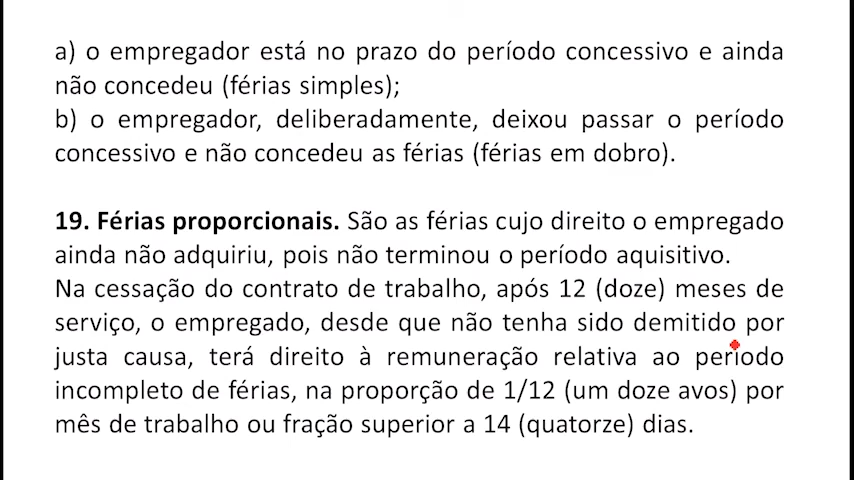 a) o empregador está no prazo do período concessivo e ainda
não concedeu (férias simples);
b) o empregador, deliberadamente, deixou passar o período
concessivo e não concedeu as férias (férias em dobro).
19. Férias proporcionais. São as férias cujo direito o empregado
ainda não adquiriu, pois não terminou o período aquisitivo.
Na cessação do contrato de trabalho, após 12 (doze) meses de
serviço, o empregado, desde que não tenha sido demitido por
justa causa, terá direito à remuneração relativa ao período
incompleto de férias, na proporção de 1/12 (um doze avos) por
mês de trabalho ou fração superior a 14 (quatorze) dias.